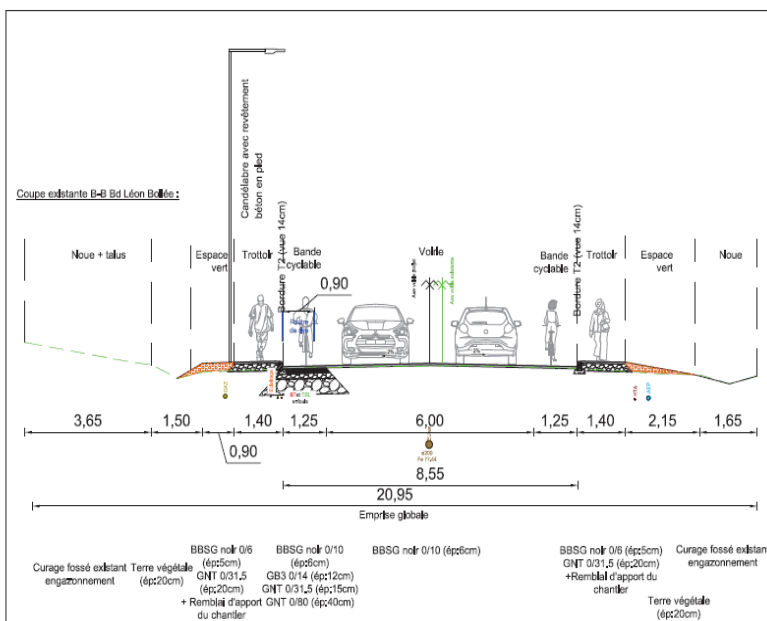 Candélabre avec revêtement
béton en pied
Coupe existante B-B Bd Léon Bollée :
Noue + talus
Espace
vert
Trottoir
Bordure T2 (vue 14cm)
Bande
cyclable
Voirie
Bande
cyclable
Bordure T2 (vue 14cm)
Trottoir
Espace
vert
Noue
0,90
HTA
AEP
3,65
1,50
0,90
1,40
1,25
6,00
1,25
1,40
2,15
1,65
8,55
20,95
Emprise globale
Curage fossé existant
engazonnement
Terre végétale
(ép:20cm)
BBSG noir 0/6
(ép:5cm)
GNT 0/31.5
(ép:20cm)
+ Remblai d'apport
du chantier
BBSG noir 0/10
(ép:6cm)
GB3 0/14 (ép:12cm)
GNT 0/31.5 (ép:15cm)
GNT 0/80 (ép:40cm)
BBSG noir 0/10 (ép:6cm)
BBSG noir 0/6 (ép:5cm)
GNT 0/31.5 (ép:20cm)
+Remblai d'apport du
chantier
Curage fossé existant
engazonnement
Terre végétale
(ép:20cm)